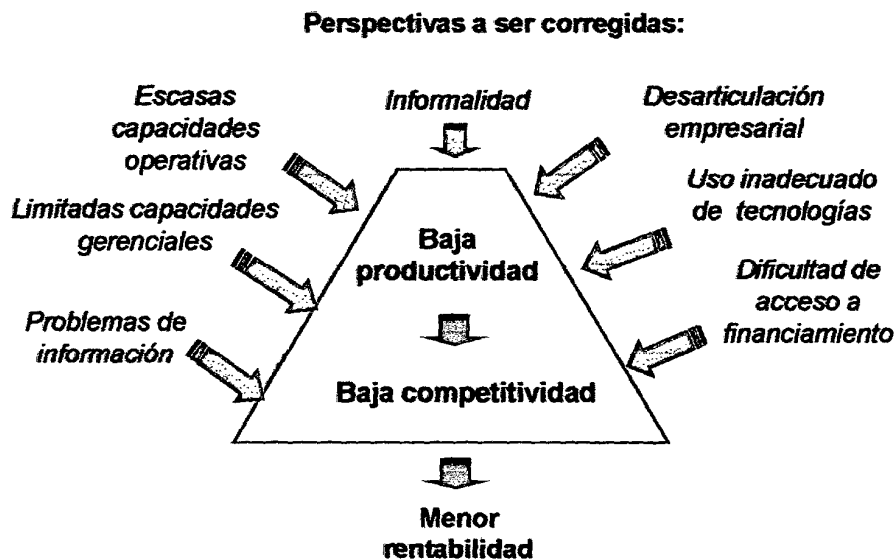 Perspectivas a ser corregidas:
Escasas
capacidades
operativas
Informalidad
Desarticulación
empresarial
Limitadas capacidades
gerenciales
Uso inadecuado
de tecnologías
Problemas de
información
Dificultad de
acceso a
financiamiento
Baja
productividad
Baja competitividad
Menor
rentabilidad